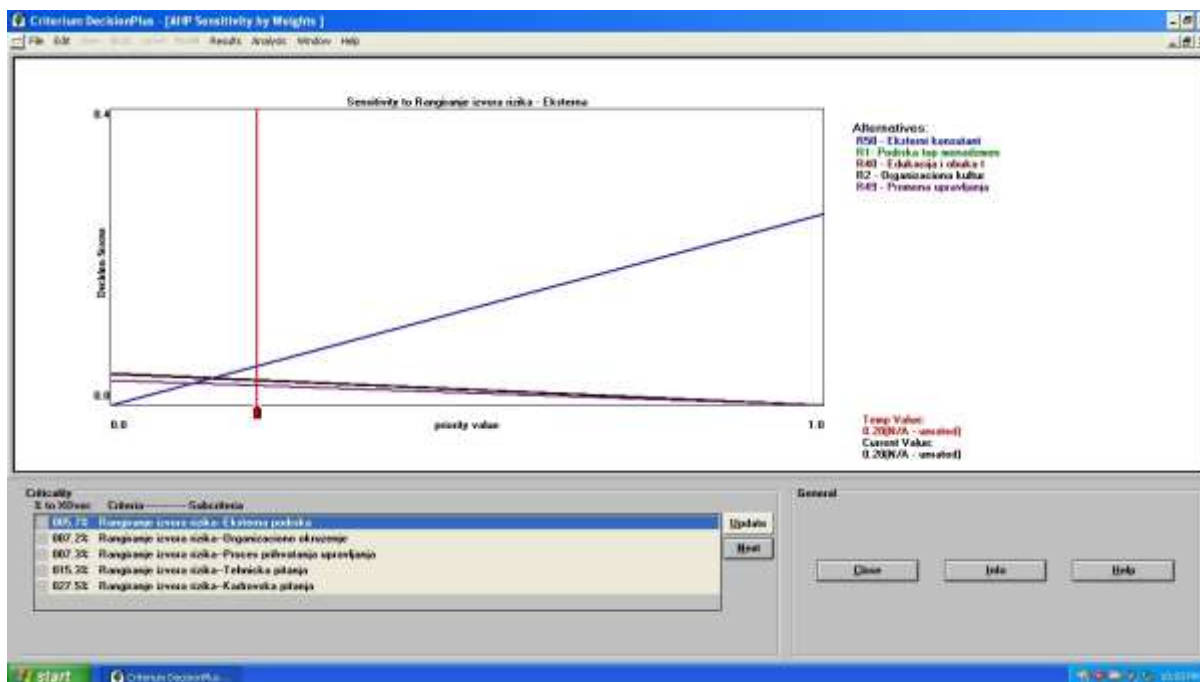 Criterium DecisionPlus - [AHP Sensitivity by Weights ]
File Edit Results Analysis Window Help
Sensitivity to Rangiranje izvora rizika - Eksterna
0.4
Decision Scores
0.0
0.0
priority value
1.0
Alternatives:
R50 - Eksterni konsutant
R1- Podrska top menadzmen
R40 - Edukacija i obuka t
R2 - Organizaciona kultur
R49 - Promena upravljanja
Temp Value:
0.20(N/A - unrated)
Current Value:
0.20(N/A - unrated)
Criticality
% to XOver Criteria----------Subcriteria
005.7% Rangiranje izvora rizika--Eksterna podrska
007.2% Rangiranje izvora rizika--Organizaciono okruzenje
007.3% Rangiranje izvora rizika--Proces prihvatanja upravljanja
015.3% Rangiranje izvora rizika--Tehnicka pitanja
027.5% Rangiranje izvora rizika--Kadrovska pitanja
Update
Next
General
Close
Info
Help
start
Criterium DecisionPlus...